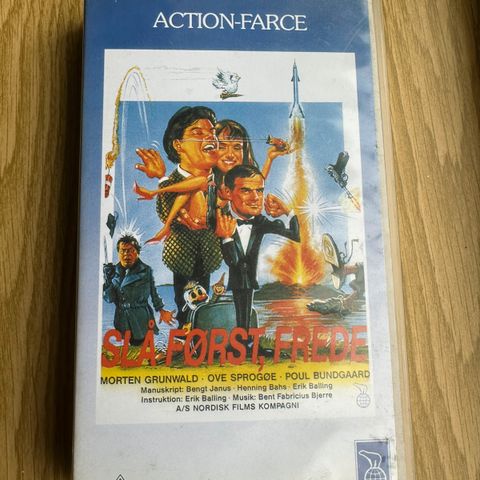 ACTION-FARCE
SLÅ FØRST, FREDE
MORTEN GRUNWALD · OVE SPROGØE · POUL BUNDGAARD
Manuskript: Bengt Janus · Henning Bahs · Erik Balling
Instruktion: Erik Balling · Musik: Bent Fabricius Bjerre
A/S NORDISK FILMS KOMPAGNI